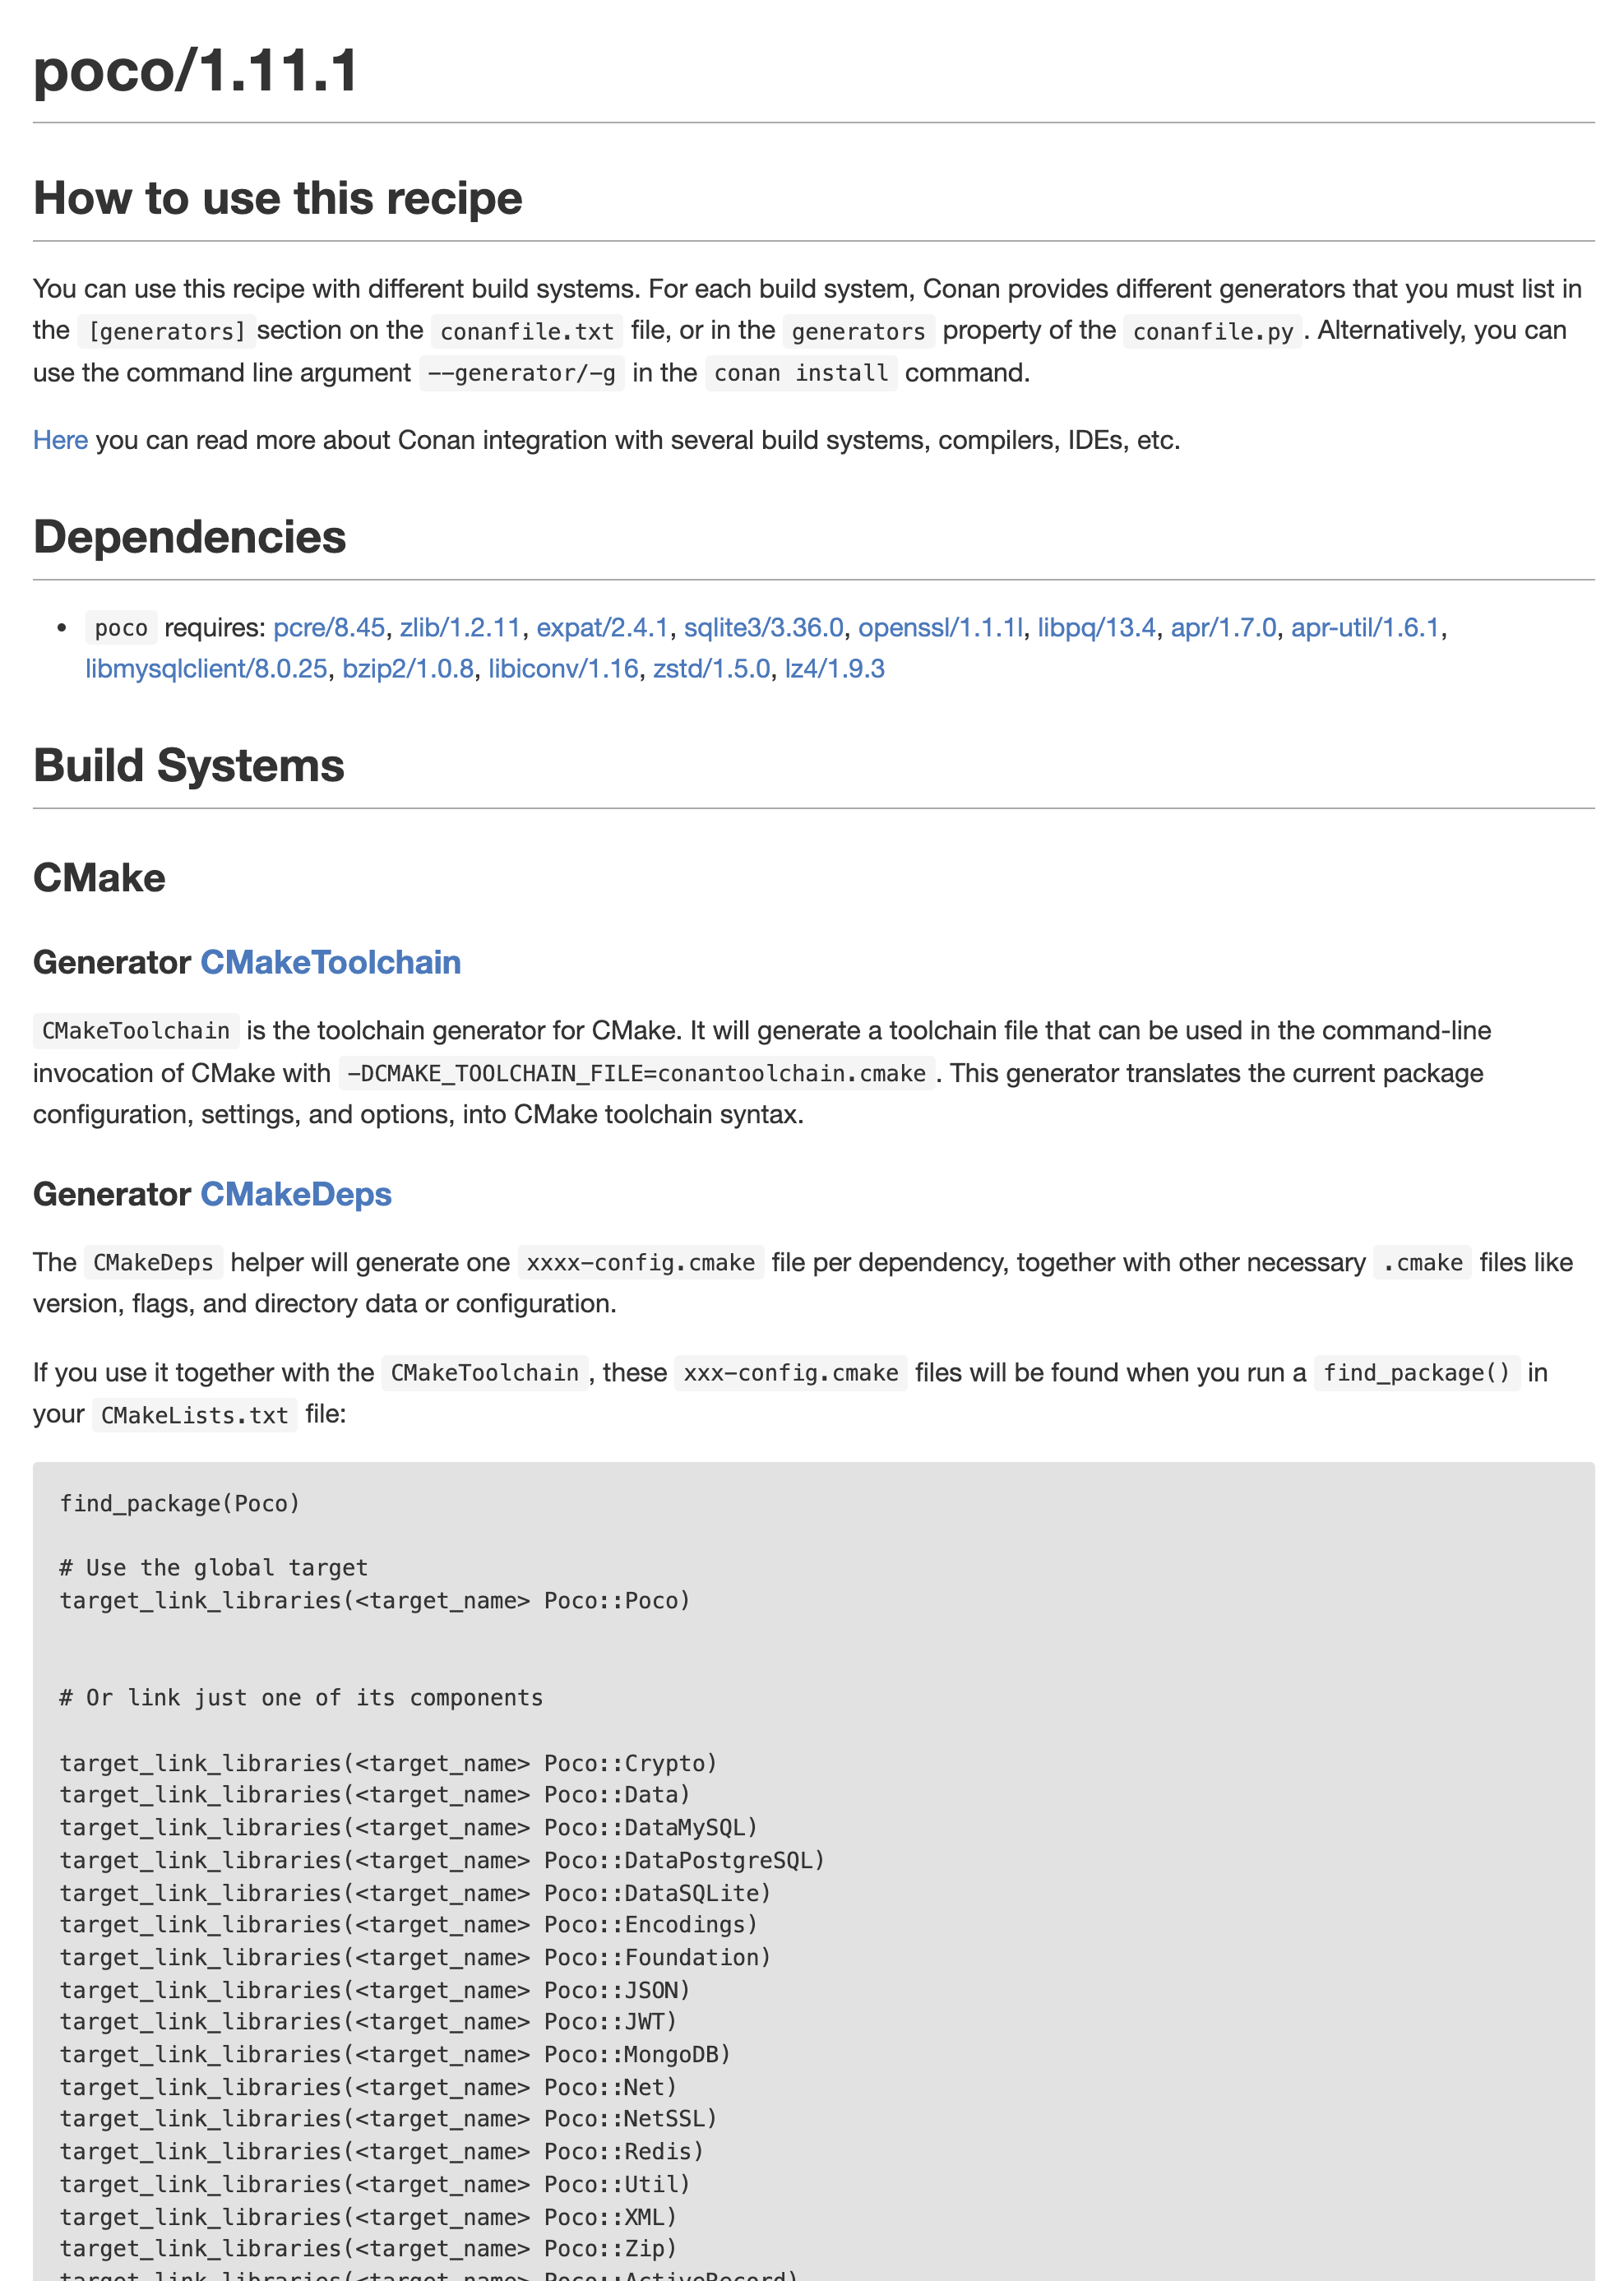 poco/1.11.1
How to use this recipe
You can use this recipe with different build systems. For each build system, Conan provides different generators that you must list in
the [generators] section on the conanfile.txt file, or in the generators property of the conanfile.py. Alternatively, you can
use the command line argument --generator/-g in the conan install command.
Here you can read more about Conan integration with several build systems, compilers, IDEs, etc.
Dependencies
• poco requires: pcre/8.45, zlib/1.2.11, expat/2.4.1, sqlite3/3.36.0, openssl/1.1.1l, libpq/13.4, apr/1.7.0, apr-util/1.6.1,
libmysqlclient/8.0.25, bzip2/1.0.8, libiconv/1.16, zstd/1.5.0, lz4/1.9.3
Build Systems
CMake
Generator CMakeToolchain
CMakeToolchain is the toolchain generator for CMake. It will generate a toolchain file that can be used in the command-line
invocation of CMake with -DCMAKE_TOOLCHAIN_FILE=conantoolchain.cmake. This generator translates the current package
configuration, settings, and options, into CMake toolchain syntax.
Generator CMakeDeps
The CMakeDeps helper will generate one xxxx-config.cmake file per dependency, together with other necessary .cmake files like
version, flags, and directory data or configuration.
If you use it together with the CMakeToolchain, these xxx-config.cmake files will be found when you run a find_package() in
your CMakeLists.txt file:
find_package(Poco)
# Use the global target
target_link_libraries(<target_name> Poco::Poco)
# Or link just one of its components
target_link_libraries(<target_name> Poco::Crypto)
target_link_libraries(<target_name> Poco::Data)
target_link_libraries(<target_name> Poco::DataMySQL)
target_link_libraries(<target_name> Poco::DataPostgreSQL)
target_link_libraries(<target_name> Poco::DataSQLite)
target_link_libraries(<target_name> Poco::Encodings)
target_link_libraries(<target_name> Poco::Foundation)
target_link_libraries(<target_name> Poco::JSON)
target_link_libraries(<target_name> Poco::JWT)
target_link_libraries(<target_name> Poco::MongoDB)
target_link_libraries(<target_name> Poco::Net)
target_link_libraries(<target_name> Poco::NetSSL)
target_link_libraries(<target_name> Poco::Redis)
target_link_libraries(<target_name> Poco::Util)
target_link_libraries(<target_name> Poco::XML)
target_link_libraries(<target_name> Poco::Zip)
target_link_libraries(<target_name> Poco::ActiveRecord)